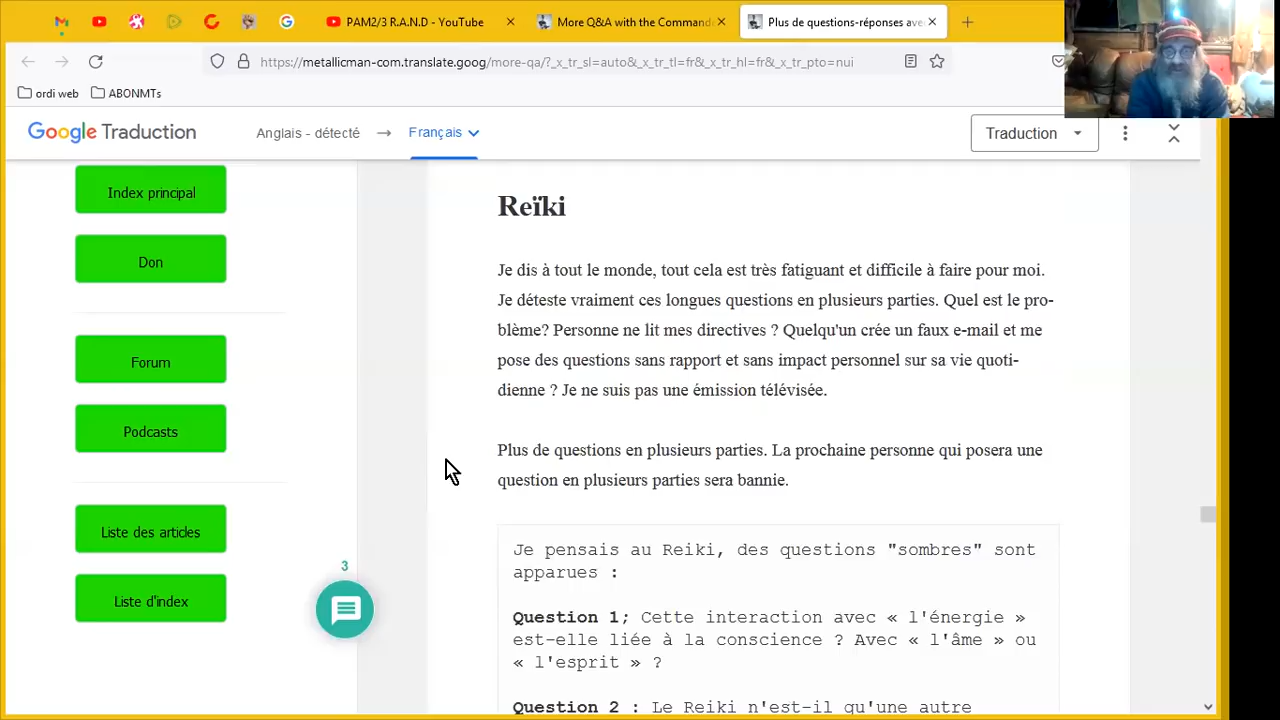 PAM2/3 R.A.N.D - YouTube
More Q&A with the Command
Plus de questions-réponses ave
https://metallicman-com.translate.goog/more-qa/?_x_tr_sl=auto&_x_tr_tl=fr&_x_tr_hl=fr&_x_tr_pto=nui
ordi web
ABONMTs
Google Traduction
Anglais - détecté
Français
Traduction
Index principal
Don
Forum
Podcasts
Liste des articles
Liste d'index
3
Reïki
Je dis à tout le monde, tout cela est très fatiguant et difficile à faire pour moi.
Je déteste vraiment ces longues questions en plusieurs parties. Quel est le pro-
blème? Personne ne lit mes directives ? Quelqu'un crée un faux e-mail et me
pose des questions sans rapport et sans impact personnel sur sa vie quoti-
dienne ? Je ne suis pas une émission télévisée.
Plus de questions en plusieurs parties. La prochaine personne qui posera une
question en plusieurs parties sera bannie.
Je pensais au Reiki, des questions "sombres" sont
apparues :
Question 1; Cette interaction avec « l'énergie »
est-elle liée à la conscience ? Avec « l'âme » ou
« l'esprit » ?
Question 2 : Le Reiki n'est-il qu'une autre